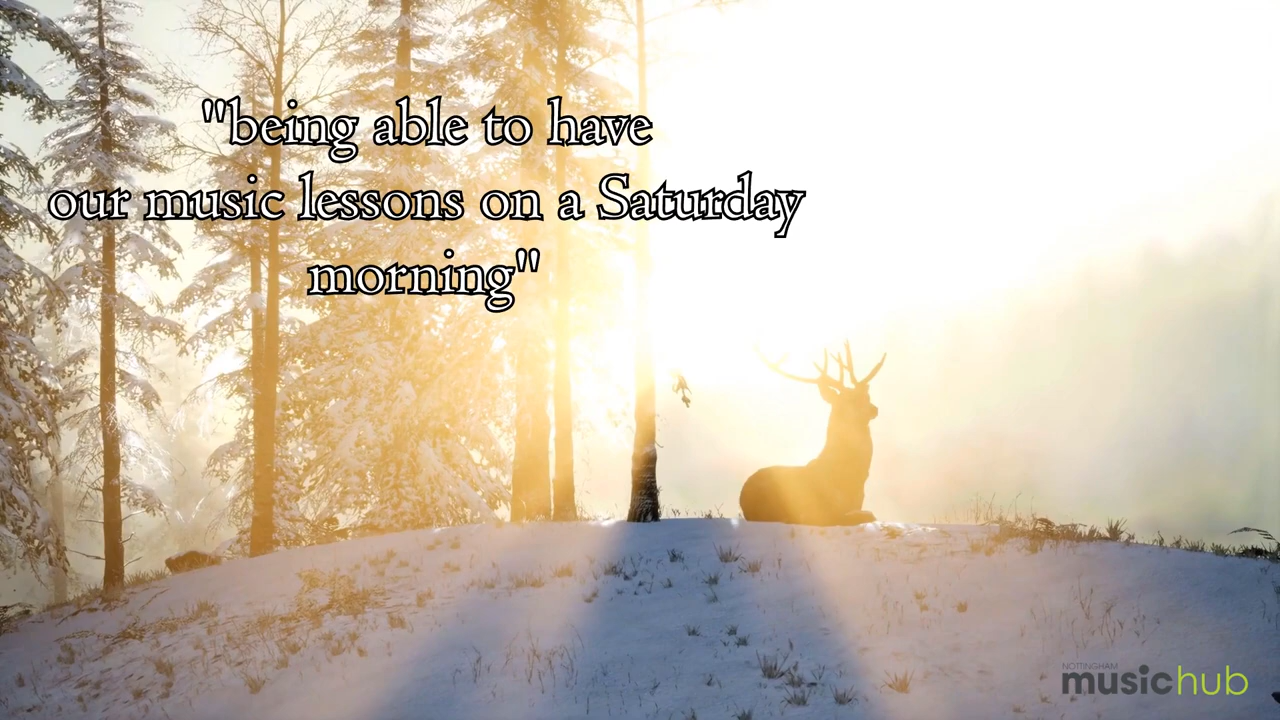 "being able to have
our music lessons on a Saturday
morning"
NOTTINGHAM
musichub